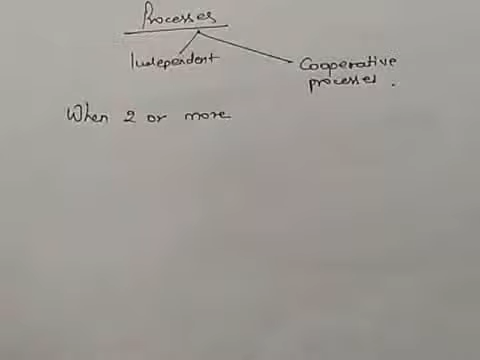 Processes
Independent
Cooperative
processes.
When 2 or more